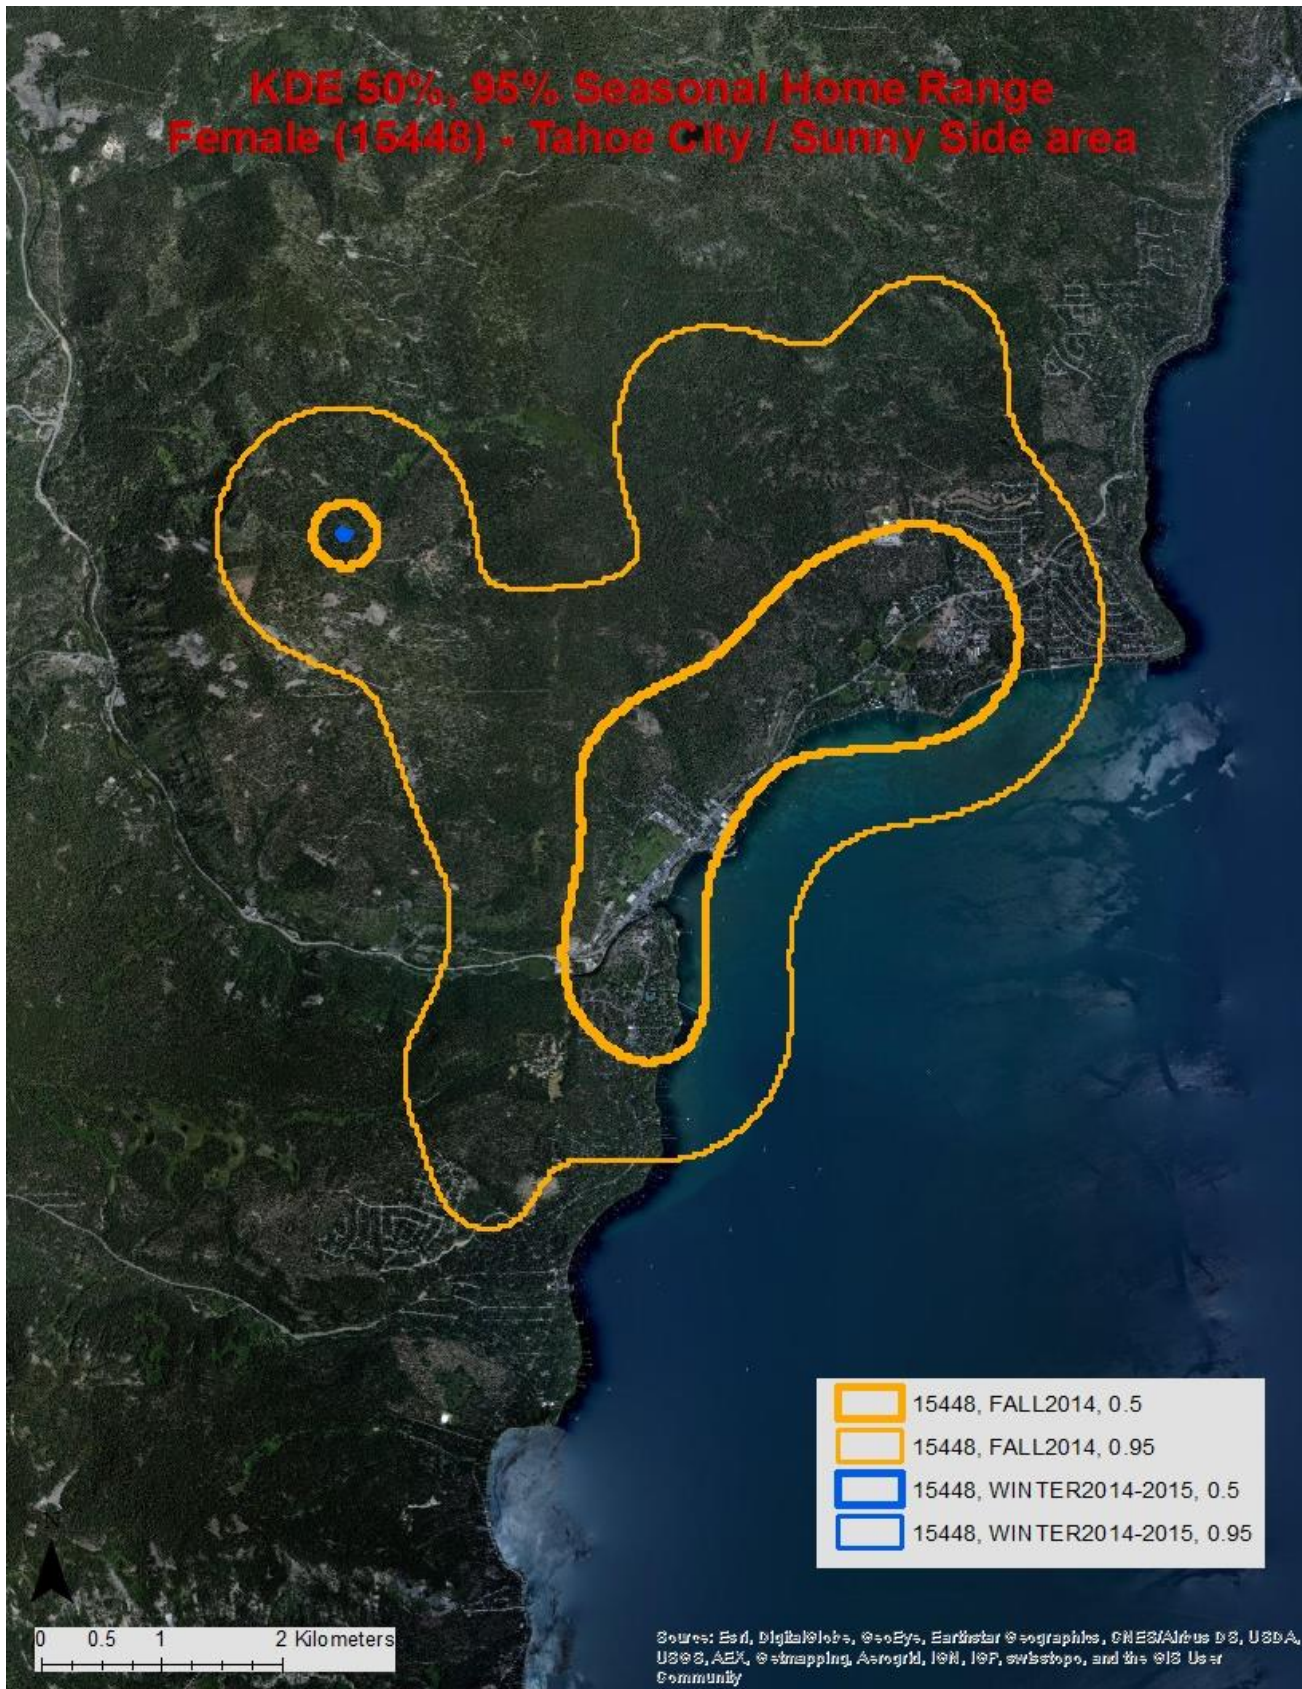 KDE 50%, 95% Seasonal Home Range
Female (15448) - Tahoe City / Sunny Side area
15448, FALL2014, 0.5
15448, FALL2014, 0.95
15448, WINTER2014-2015, 0.5
15448, WINTER2014-2015, 0.95
N
0 0.5 1 2 Kilometers
Source: Esri, DigitalGlobe, GeoEye, Earthstar Geographics, CNES/Airbus DS, USDA,
USGS, AEX, Getmapping, Aerogrid, IGN, IGP, swisstopo, and the GIS User
Community